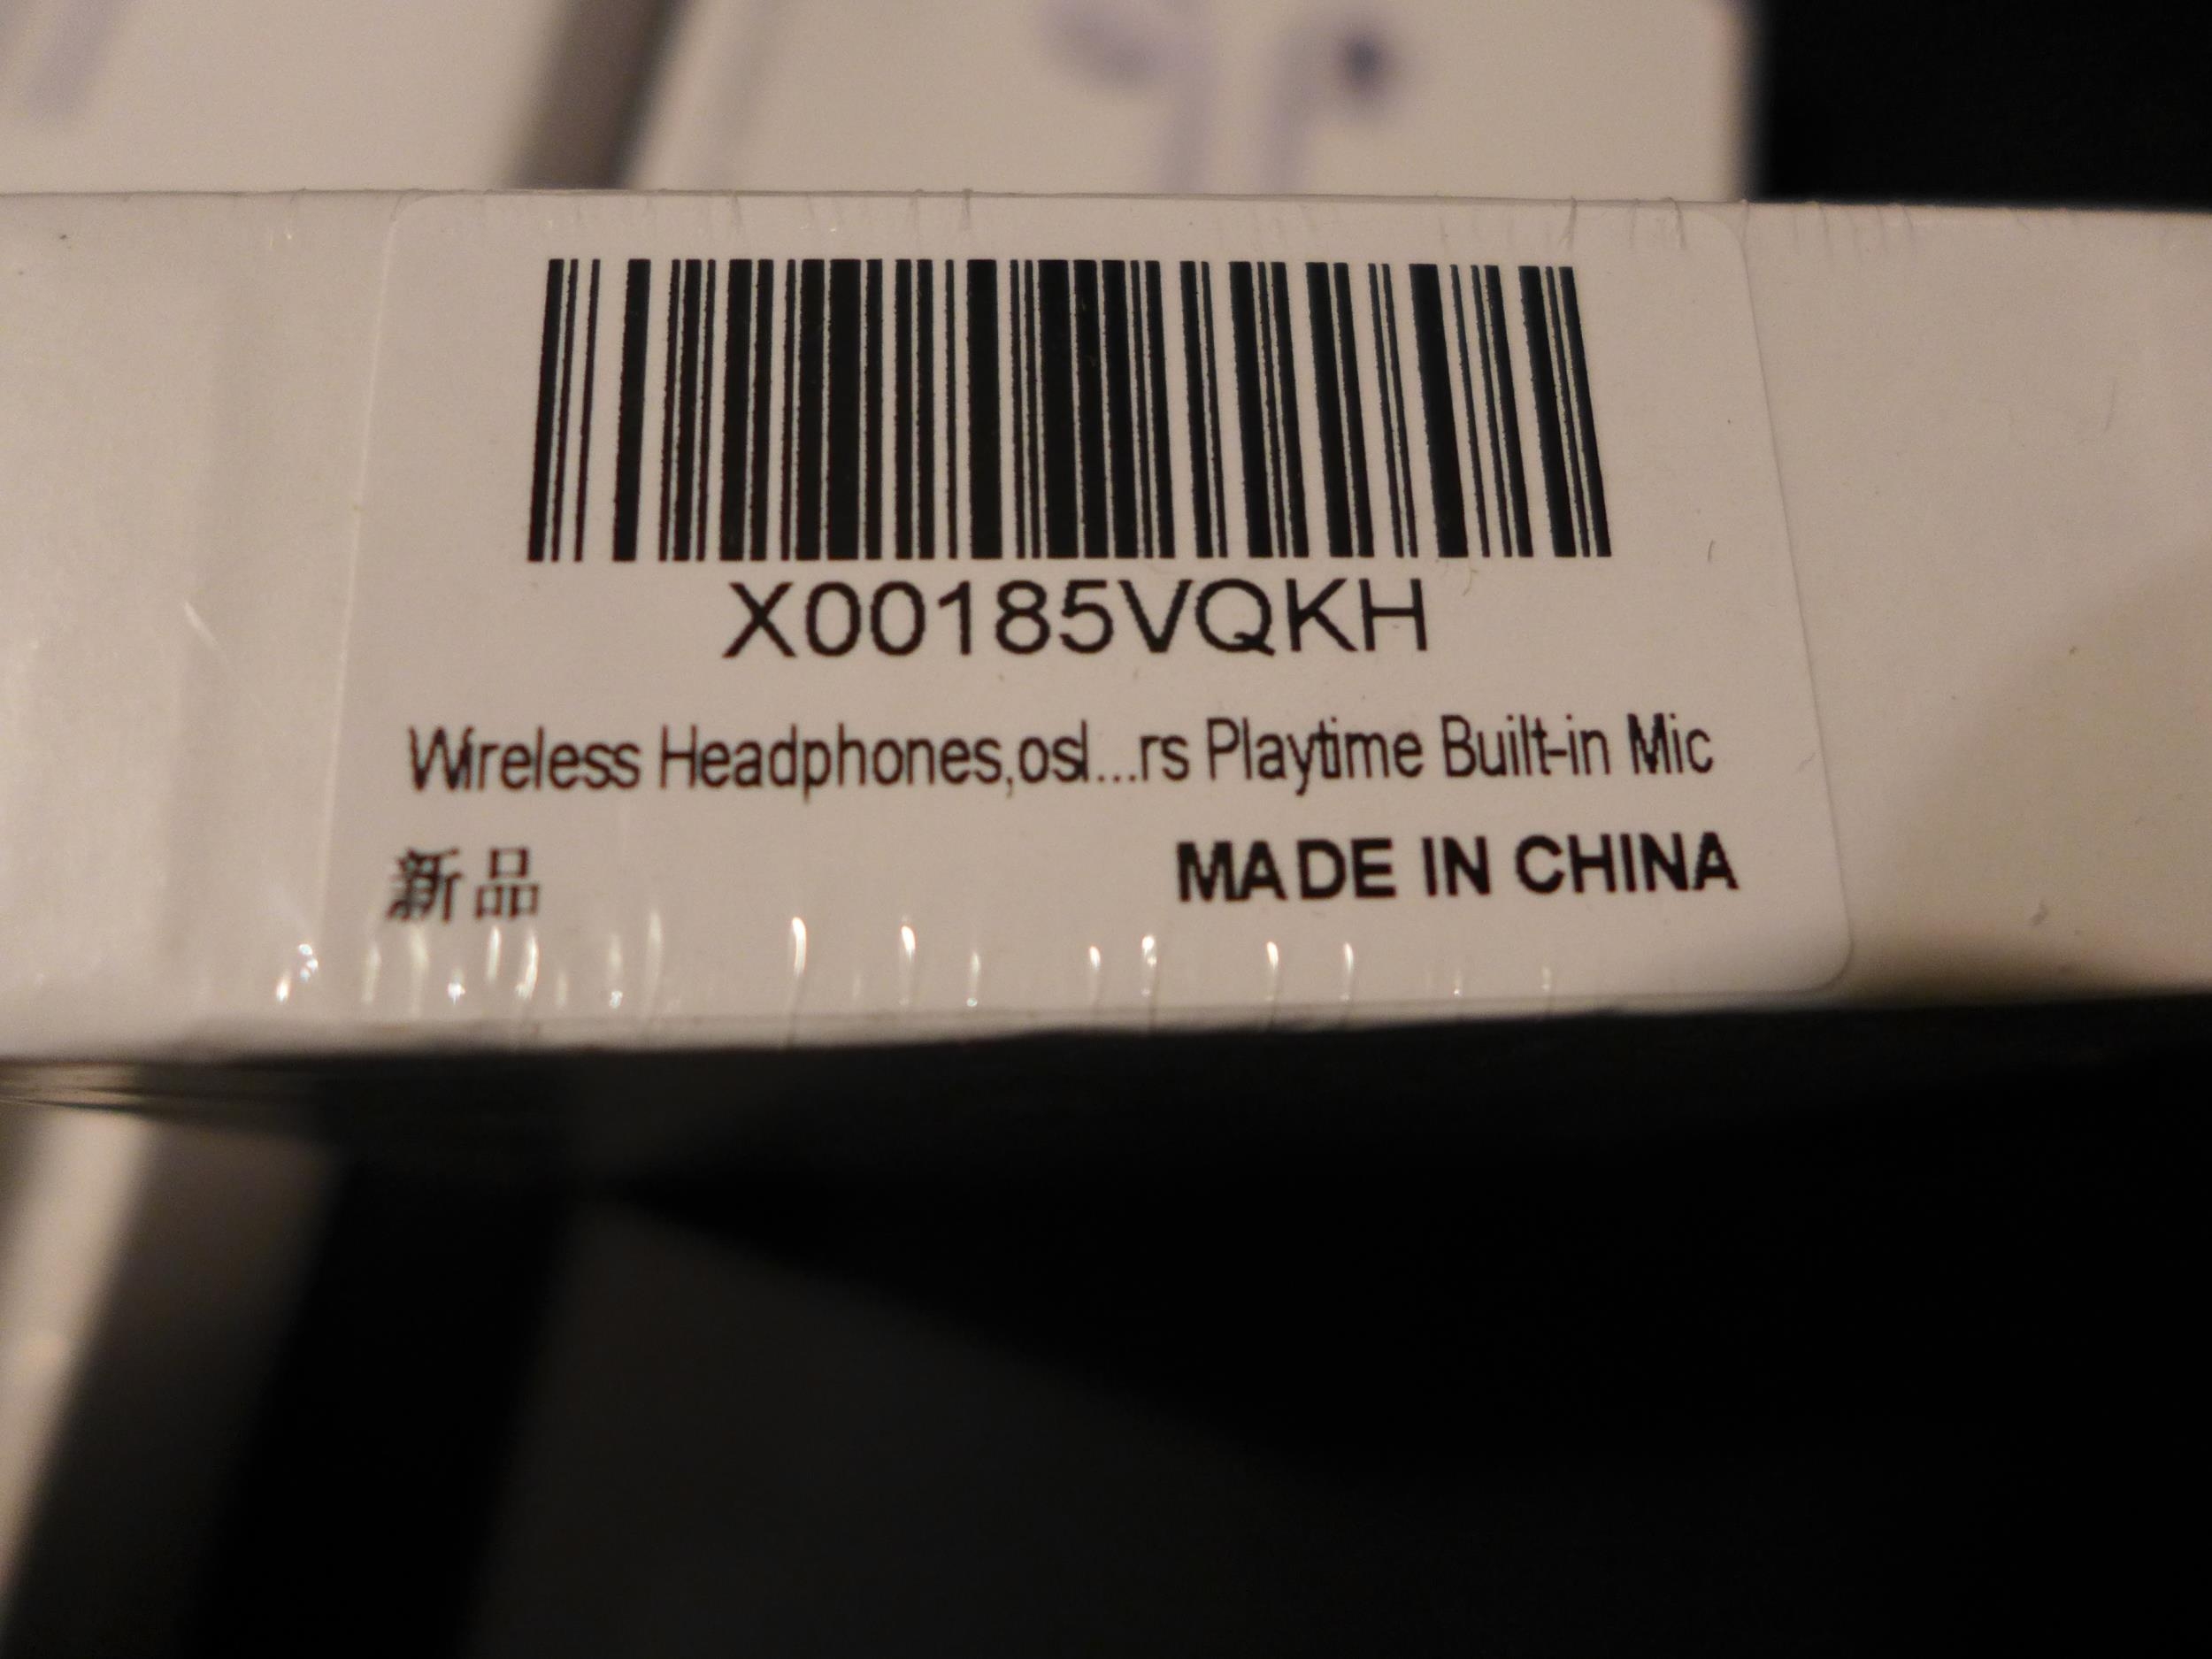 X00185VQKH
Wireless Headphones,osl...rs Playtime Built-in Mic
新品
MADE IN CHINA